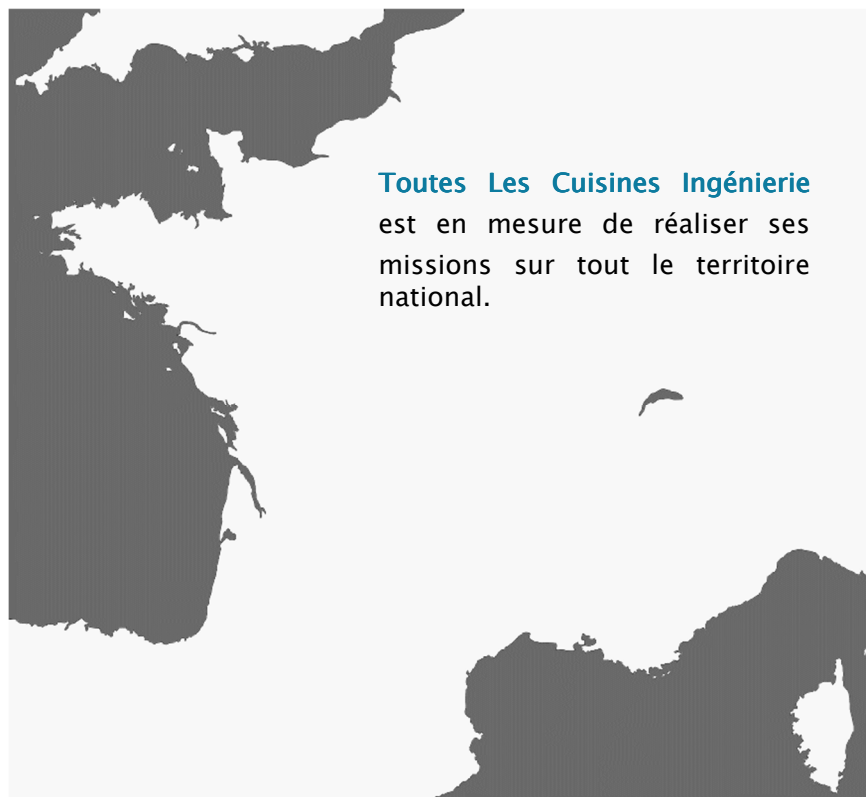 Toutes Les Cuisines Ingénierie
est en mesure de réaliser ses
missions sur tout le territoire
national.